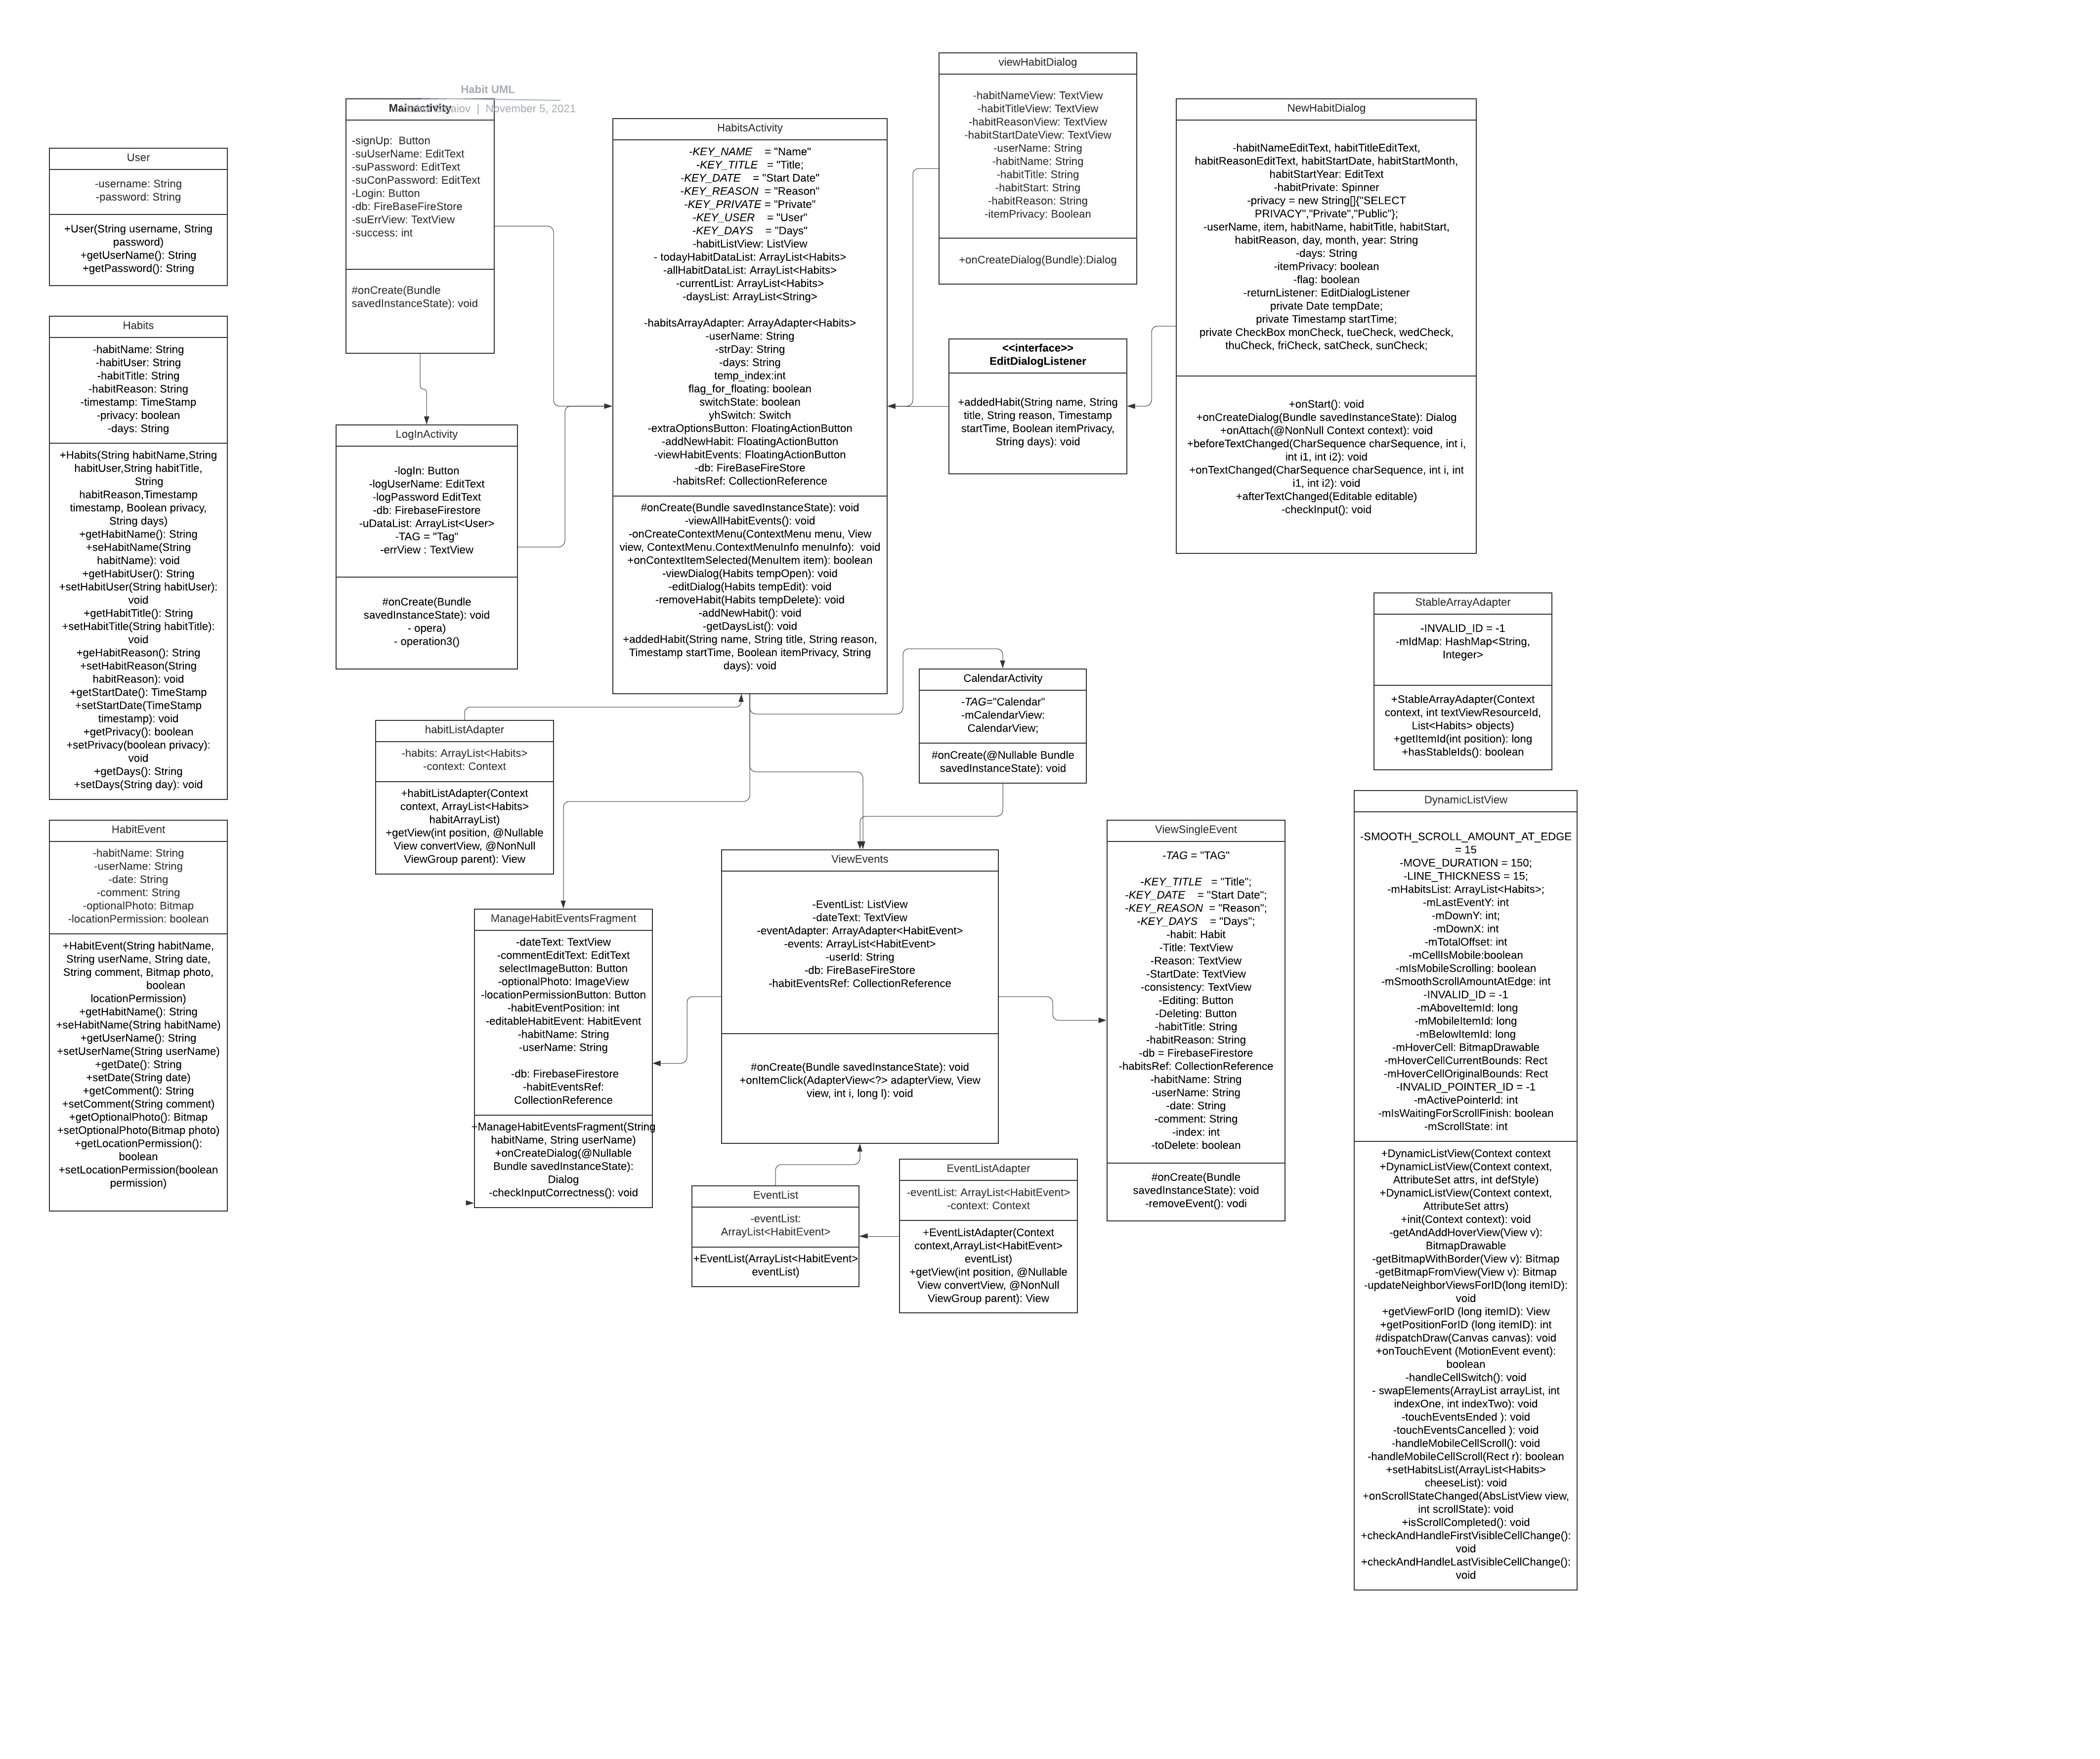 Habit UML
November 5, 2021
User
-username: String
-password: String
+User(String username, String
password)
+getUserName(): String
+getPassword(): String
Habits
-habitName: String
-habitUser: String
-habitTitle: String
-habitReason: String
-timestamp: TimeStamp
-privacy: boolean
-days: String
+Habits(String habitName,String
habitUser,String habitTitle,
String
habitReason,Timestamp
timestamp, Boolean privacy,
String days)
+getHabitName(): String
+seHabitName(String
habitName): void
+getHabitUser(): String
+setHabitUser(String habitUser):
void
+getHabitTitle(): String
+setHabitTitle(String habitTitle):
void
+geHabitReason(): String
+setHabitReason(String
habitReason): void
+getStartDate(): TimeStamp
+setStartDate(TimeStamp
timestamp): void
+getPrivacy(): boolean
+setPrivacy(boolean privacy):
void
+getDays(): String
+setDays(String day): void
HabitEvent
-habitName: String
-userName: String
-date: String
-comment: String
-optionalPhoto: Bitmap
-locationPermission: boolean
+HabitEvent(String habitName,
String userName, String date,
String comment, Bitmap photo,
boolean
locationPermission)
+getHabitName(): String
+seHabitName(String habitName)
+getUserName(): String
+setUserName(String userName)
+getDate(): String
+setDate(String date)
+getComment(): String
+setComment(String comment)
+getOptionalPhoto(): Bitmap
+setOptionalPhoto(Bitmap photo)
+getLocationPermission():
boolean
+setLocationPermission(boolean
permission)
Mainactivity
-signUp:  Button
-suUserName: EditText
-suPassword: EditText
-suConPassword: EditText
-Login: Button
-db: FireBaseFireStore
-suErrView: TextView
-success: int
#onCreate(Bundle
savedInstanceState): void
LogInActivity
-logIn: Button
-logUserName: EditText
-logPassword EditText
-db: FirebaseFirestore
-uDataList: ArrayList<User>
-TAG = "Tag"
-errView : TextView
#onCreate(Bundle
savedInstanceState): void
- opera)
- operation3()
HabitsActivity
-KEY_NAME    = "Name"
-KEY_TITLE   = "Title;
-KEY_DATE    = "Start Date"
-KEY_REASON  = "Reason"
-KEY_PRIVATE = "Private"
-KEY_USER    = "User"
-KEY_DAYS    = "Days"
-habitListView: ListView
- todayHabitDataList: ArrayList<Habits>
-allHabitDataList: ArrayList<Habits>
-currentList: ArrayList<Habits>
-daysList: ArrayList<String>
-habitsArrayAdapter: ArrayAdapter<Habits>
-userName: String
-strDay: String
-days: String
temp_index:int
flag_for_floating: boolean
switchState: boolean
yhSwitch: Switch
-extraOptionsButton: FloatingActionButton
-addNewHabit: FloatingActionButton
-viewHabitEvents: FloatingActionButton
-db: FireBaseFireStore
-habitsRef: CollectionReference
#onCreate(Bundle savedInstanceState): void
-viewAllHabitEvents(): void
-onCreateContextMenu(ContextMenu menu, View
view, ContextMenu.ContextMenuInfo menuInfo):  void
+onContextItemSelected(MenuItem item): boolean
-viewDialog(Habits tempOpen): void
-editDialog(Habits tempEdit): void
-removeHabit(Habits tempDelete): void
-addNewHabit(): void
-getDaysList(): void
+addedHabit(String name, String title, String reason,
Timestamp startTime, Boolean itemPrivacy, String
days): void
viewHabitDialog
-habitNameView: TextView
-habitTitleView: TextView
-habitReasonView: TextView
-habitStartDateView: TextView
-userName: String
-habitName: String
-habitTitle: String
-habitStart: String
-habitReason: String
-itemPrivacy: Boolean
+onCreateDialog(Bundle):Dialog
<<interface>>
EditDialogListener
+addedHabit(String name, String
title, String reason, Timestamp
startTime, Boolean itemPrivacy,
String days): void
NewHabitDialog
-habitNameEditText, habitTitleEditText,
habitReasonEditText, habitStartDate, habitStartMonth,
habitStartYear: EditText
-habitPrivate: Spinner
-privacy = new String[]{"SELECT
PRIVACY","Private","Public"};
-userName, item, habitName, habitTitle, habitStart,
habitReason, day, month, year: String
-days: String
-itemPrivacy: boolean
-flag: boolean
-returnListener: EditDialogListener
private Date tempDate;
private Timestamp startTime;
private CheckBox monCheck, tueCheck, wedCheck,
thuCheck, friCheck, satCheck, sunCheck;
+onStart(): void
+onCreateDialog(Bundle savedInstanceState): Dialog
+onAttach(@NonNull Context context): void
+beforeTextChanged(CharSequence charSequence, int i,
int i1, int i2): void
+onTextChanged(CharSequence charSequence, int i, int
i1, int i2): void
+afterTextChanged(Editable editable)
-checkInput(): void
habitListAdapter
-habits: ArrayList<Habits>
-context: Context
+habitListAdapter(Context
context, ArrayList<Habits>
habitArrayList)
+getView(int position, @Nullable
View convertView, @NonNull
ViewGroup parent): View
CalendarActivity
-TAG="Calendar"
-mCalendarView:
CalendarView;
#onCreate(@Nullable Bundle
savedInstanceState): void
StableArrayAdapter
-INVALID_ID = -1
-mIdMap: HashMap<String,
Integer>
+StableArrayAdapter(Context
context, int textViewResourceId,
List<Habits> objects)
+getItemId(int position): long
+hasStableIds(): boolean
ManageHabitEventsFragment
-dateText: TextView
-commentEditText: EditText
selectImageButton: Button
-optionalPhoto: ImageView
-locationPermissionButton: Button
-habitEventPosition: int
-editableHabitEvent: HabitEvent
-habitName: String
-userName: String
-db: FirebaseFirestore
-habitEventsRef:
CollectionReference
+ManageHabitEventsFragment(String
habitName, String userName)
+onCreateDialog(@Nullable
Bundle savedInstanceState):
Dialog
-checkInputCorrectness(): void
ViewEvents
-EventList: ListView
-dateText: TextView
-eventAdapter: ArrayAdapter<HabitEvent>
-events: ArrayList<HabitEvent>
-userId: String
-db: FireBaseFireStore
-habitEventsRef: CollectionReference
#onCreate(Bundle savedInstanceState): void
+onItemClick(AdapterView<?> adapterView, View
view, int i, long l): void
EventList
-eventList:
ArrayList<HabitEvent>
+EventList(ArrayList<HabitEvent>
eventList)
EventListAdapter
-eventList: ArrayList<HabitEvent>
-context: Context
+EventListAdapter(Context
context,ArrayList<HabitEvent>
eventList)
+getView(int position, @Nullable
View convertView, @NonNull
ViewGroup parent): View
ViewSingleEvent
-TAG = "TAG"
-KEY_TITLE   = "Title";
-KEY_DATE    = "Start Date";
-KEY_REASON  = "Reason";
-KEY_DAYS    = "Days";
-habit: Habit
-Title: TextView
-Reason: TextView
-StartDate: TextView
-consistency: TextView
-Editing: Button
-Deleting: Button
-habitTitle: String
-habitReason: String
-db = FirebaseFirestore
-habitsRef: CollectionReference
-habitName: String
-userName: String
-date: String
-comment: String
-index: int
-toDelete: boolean
#onCreate(Bundle
savedInstanceState): void
-removeEvent(): vodi
DynamicListView
-SMOOTH_SCROLL_AMOUNT_AT_EDGE
= 15
-MOVE_DURATION = 150;
-LINE_THICKNESS = 15;
-mHabitsList: ArrayList<Habits>;
-mLastEventY: int
-mDownY: int;
-mDownX: int
-mTotalOffset: int
-mCellIsMobile:boolean
-mIsMobileScrolling: boolean
-mSmoothScrollAmountAtEdge: int
-INVALID_ID = -1
-mAboveItemId: long
-mMobileItemId: long
-mBelowItemId: long
-mHoverCell: BitmapDrawable
-mHoverCellCurrentBounds: Rect
-mHoverCellOriginalBounds: Rect
-INVALID_POINTER_ID = -1
-mActivePointerId: int
-mIsWaitingForScrollFinish: boolean
-mScrollState: int
+DynamicListView(Context context
+DynamicListView(Context context,
AttributeSet attrs, int defStyle)
+DynamicListView(Context context,
AttributeSet attrs)
+init(Context context): void
-getAndAddHoverView(View v):
BitmapDrawable
-getBitmapWithBorder(View v): Bitmap
-getBitmapFromView(View v): Bitmap
-updateNeighborViewsForID(long itemID):
void
+getViewForID (long itemID): View
+getPositionForID (long itemID): int
#dispatchDraw(Canvas canvas): void
+onTouchEvent (MotionEvent event):
boolean
-handleCellSwitch(): void
- swapElements(ArrayList arrayList, int
indexOne, int indexTwo): void
-touchEventsEnded ): void
-touchEventsCancelled ): void
-handleMobileCellScroll(): void
-handleMobileCellScroll(Rect r): boolean
+setHabitsList(ArrayList<Habits>
cheeseList): void
+onScrollStateChanged(AbsListView view,
int scrollState): void
+isScrollCompleted(): void
+checkAndHandleFirstVisibleCellChange():
void
+checkAndHandleLastVisibleCellChange():
void